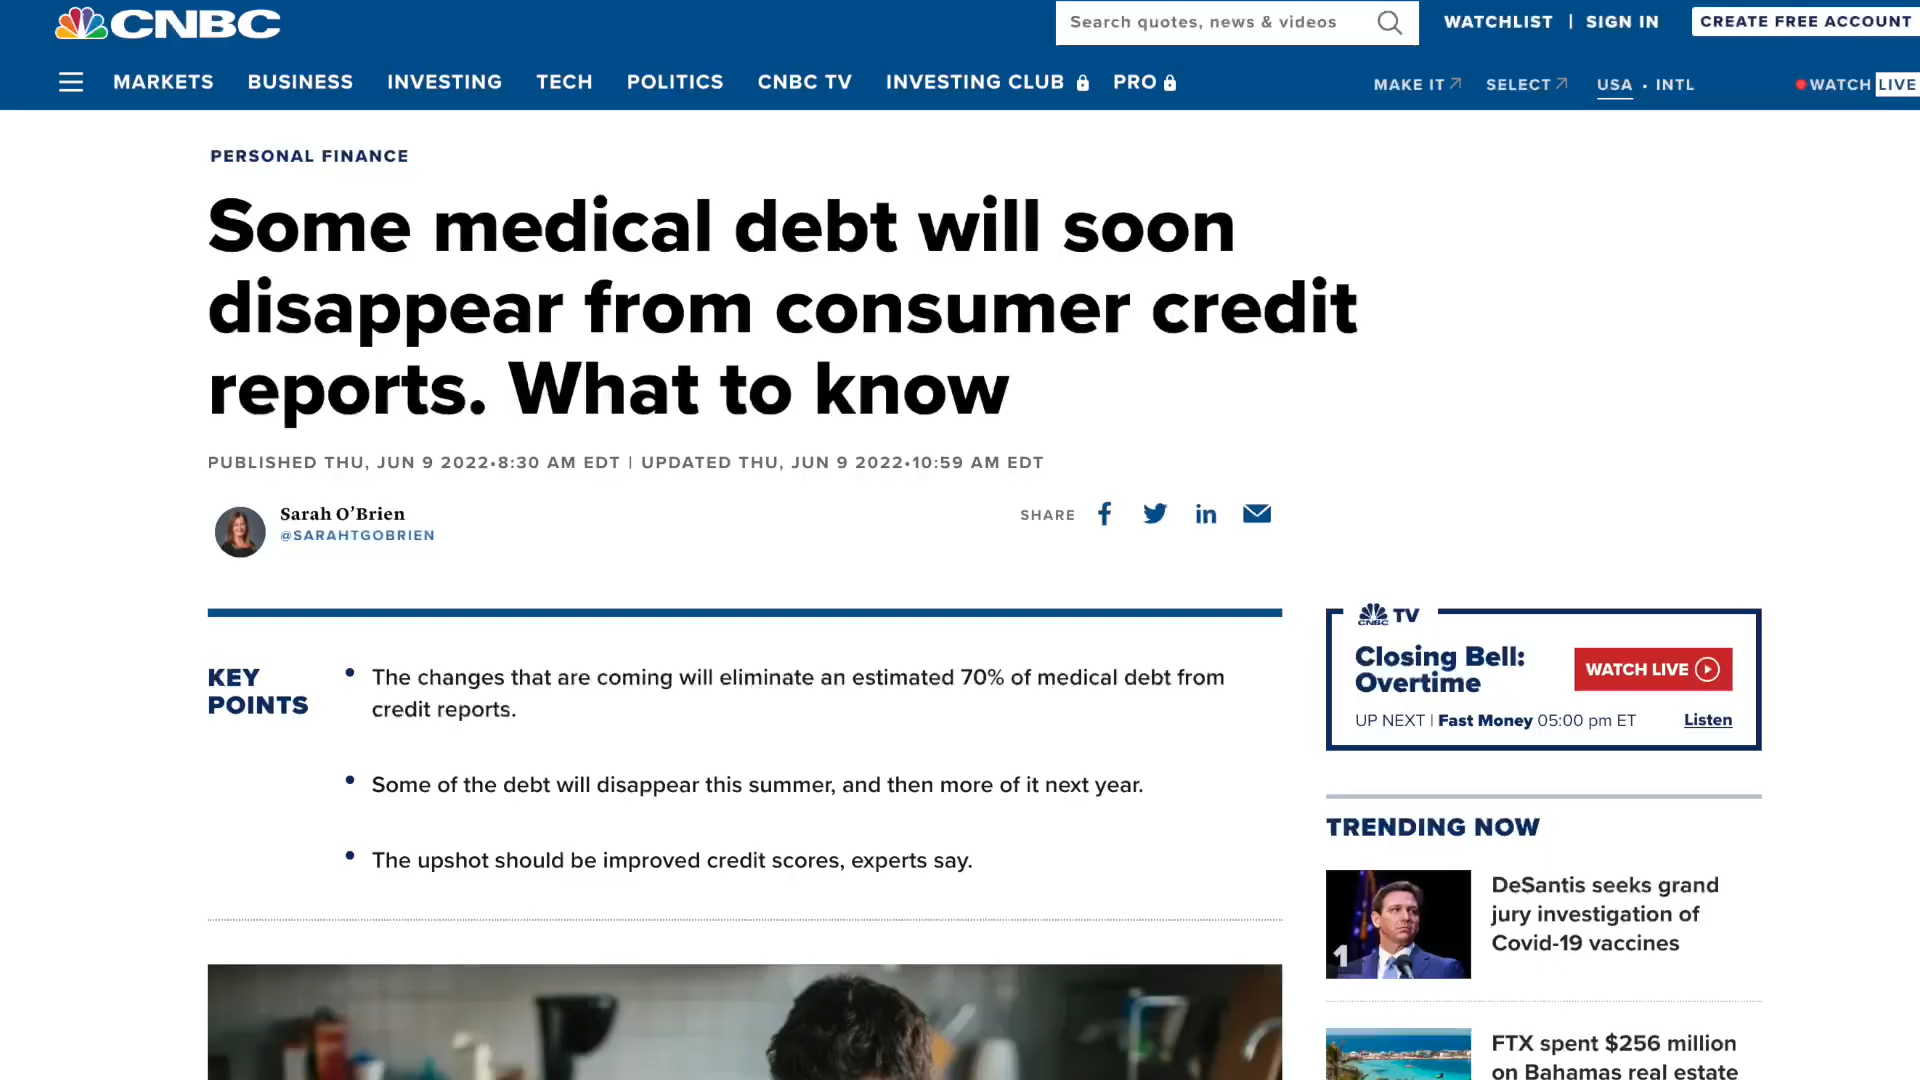 CNBC
Search quotes, news & videos
WATCHLIST | SIGN IN
CREATE FREE ACCOUNT
MARKETS BUSINESS INVESTING TECH POLITICS CNBC TV INVESTING CLUB PRO
MAKE IT SELECT USA • INTL
WATCH LIVE
PERSONAL FINANCE
Some medical debt will soon
disappear from consumer credit
reports. What to know
PUBLISHED THU, JUN 9 2022•8:30 AM EDT | UPDATED THU, JUN 9 2022•10:59 AM EDT
Sarah O’Brien
@SARAHTGOBRIEN
SHARE
KEY
POINTS
• The changes that are coming will eliminate an estimated 70% of medical debt from
credit reports.
• Some of the debt will disappear this summer, and then more of it next year.
• The upshot should be improved credit scores, experts say.
CNBC TV
Closing Bell:
Overtime
WATCH LIVE
UP NEXT | Fast Money 05:00 pm ET
Listen
TRENDING NOW
1
DeSantis seeks grand
jury investigation of
Covid-19 vaccines
FTX spent $256 million
on Bahamas real estate